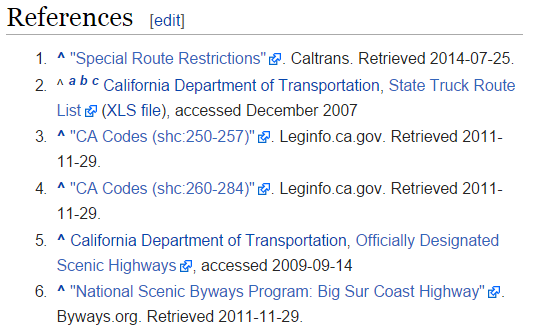 References [edit]
1. ^ "Special Route Restrictions". Caltrans. Retrieved 2014-07-25.
2. ^ a b c California Department of Transportation, State Truck Route
List (XLS file), accessed December 2007
3. ^ "CA Codes (shc:250-257)". Leginfo.ca.gov. Retrieved 2011-
11-29.
4. ^ "CA Codes (shc:260-284)". Leginfo.ca.gov. Retrieved 2011-
11-29.
5. ^ California Department of Transportation, Officially Designated
Scenic Highways, accessed 2009-09-14
6. ^ "National Scenic Byways Program: Big Sur Coast Highway".
Byways.org. Retrieved 2011-11-29.